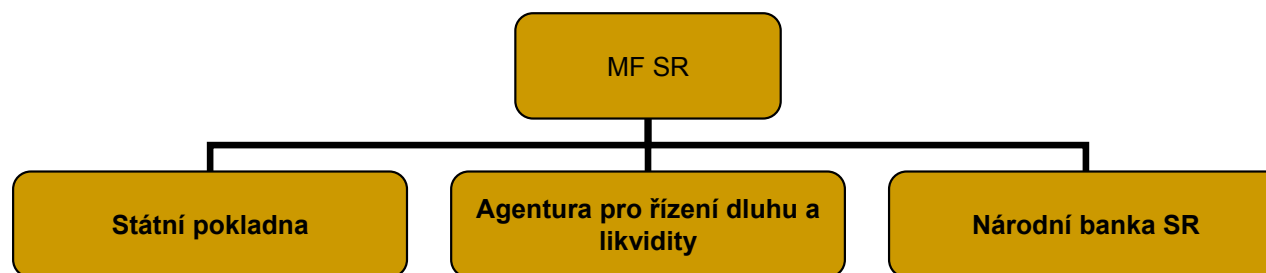 MF SR
Státní pokladna
Agentura pro řízení dluhu a
likvidity
Národní banka SR